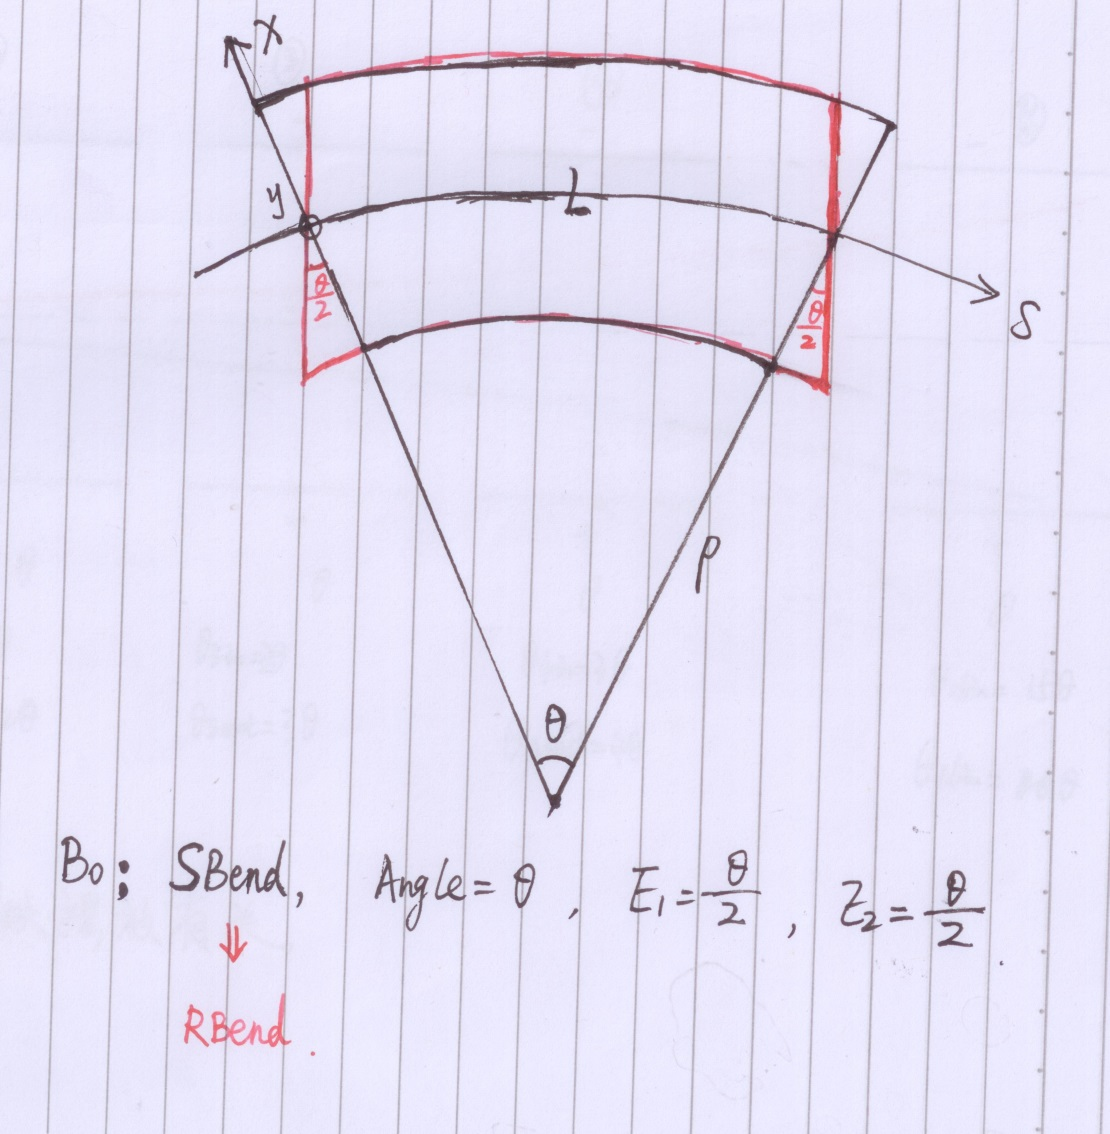 x
y
L
θ/2
θ/2
S
ρ
θ
B0: SBend, Angle = θ, E1 = θ/2, E2 = θ/2.
⇓
RBend.